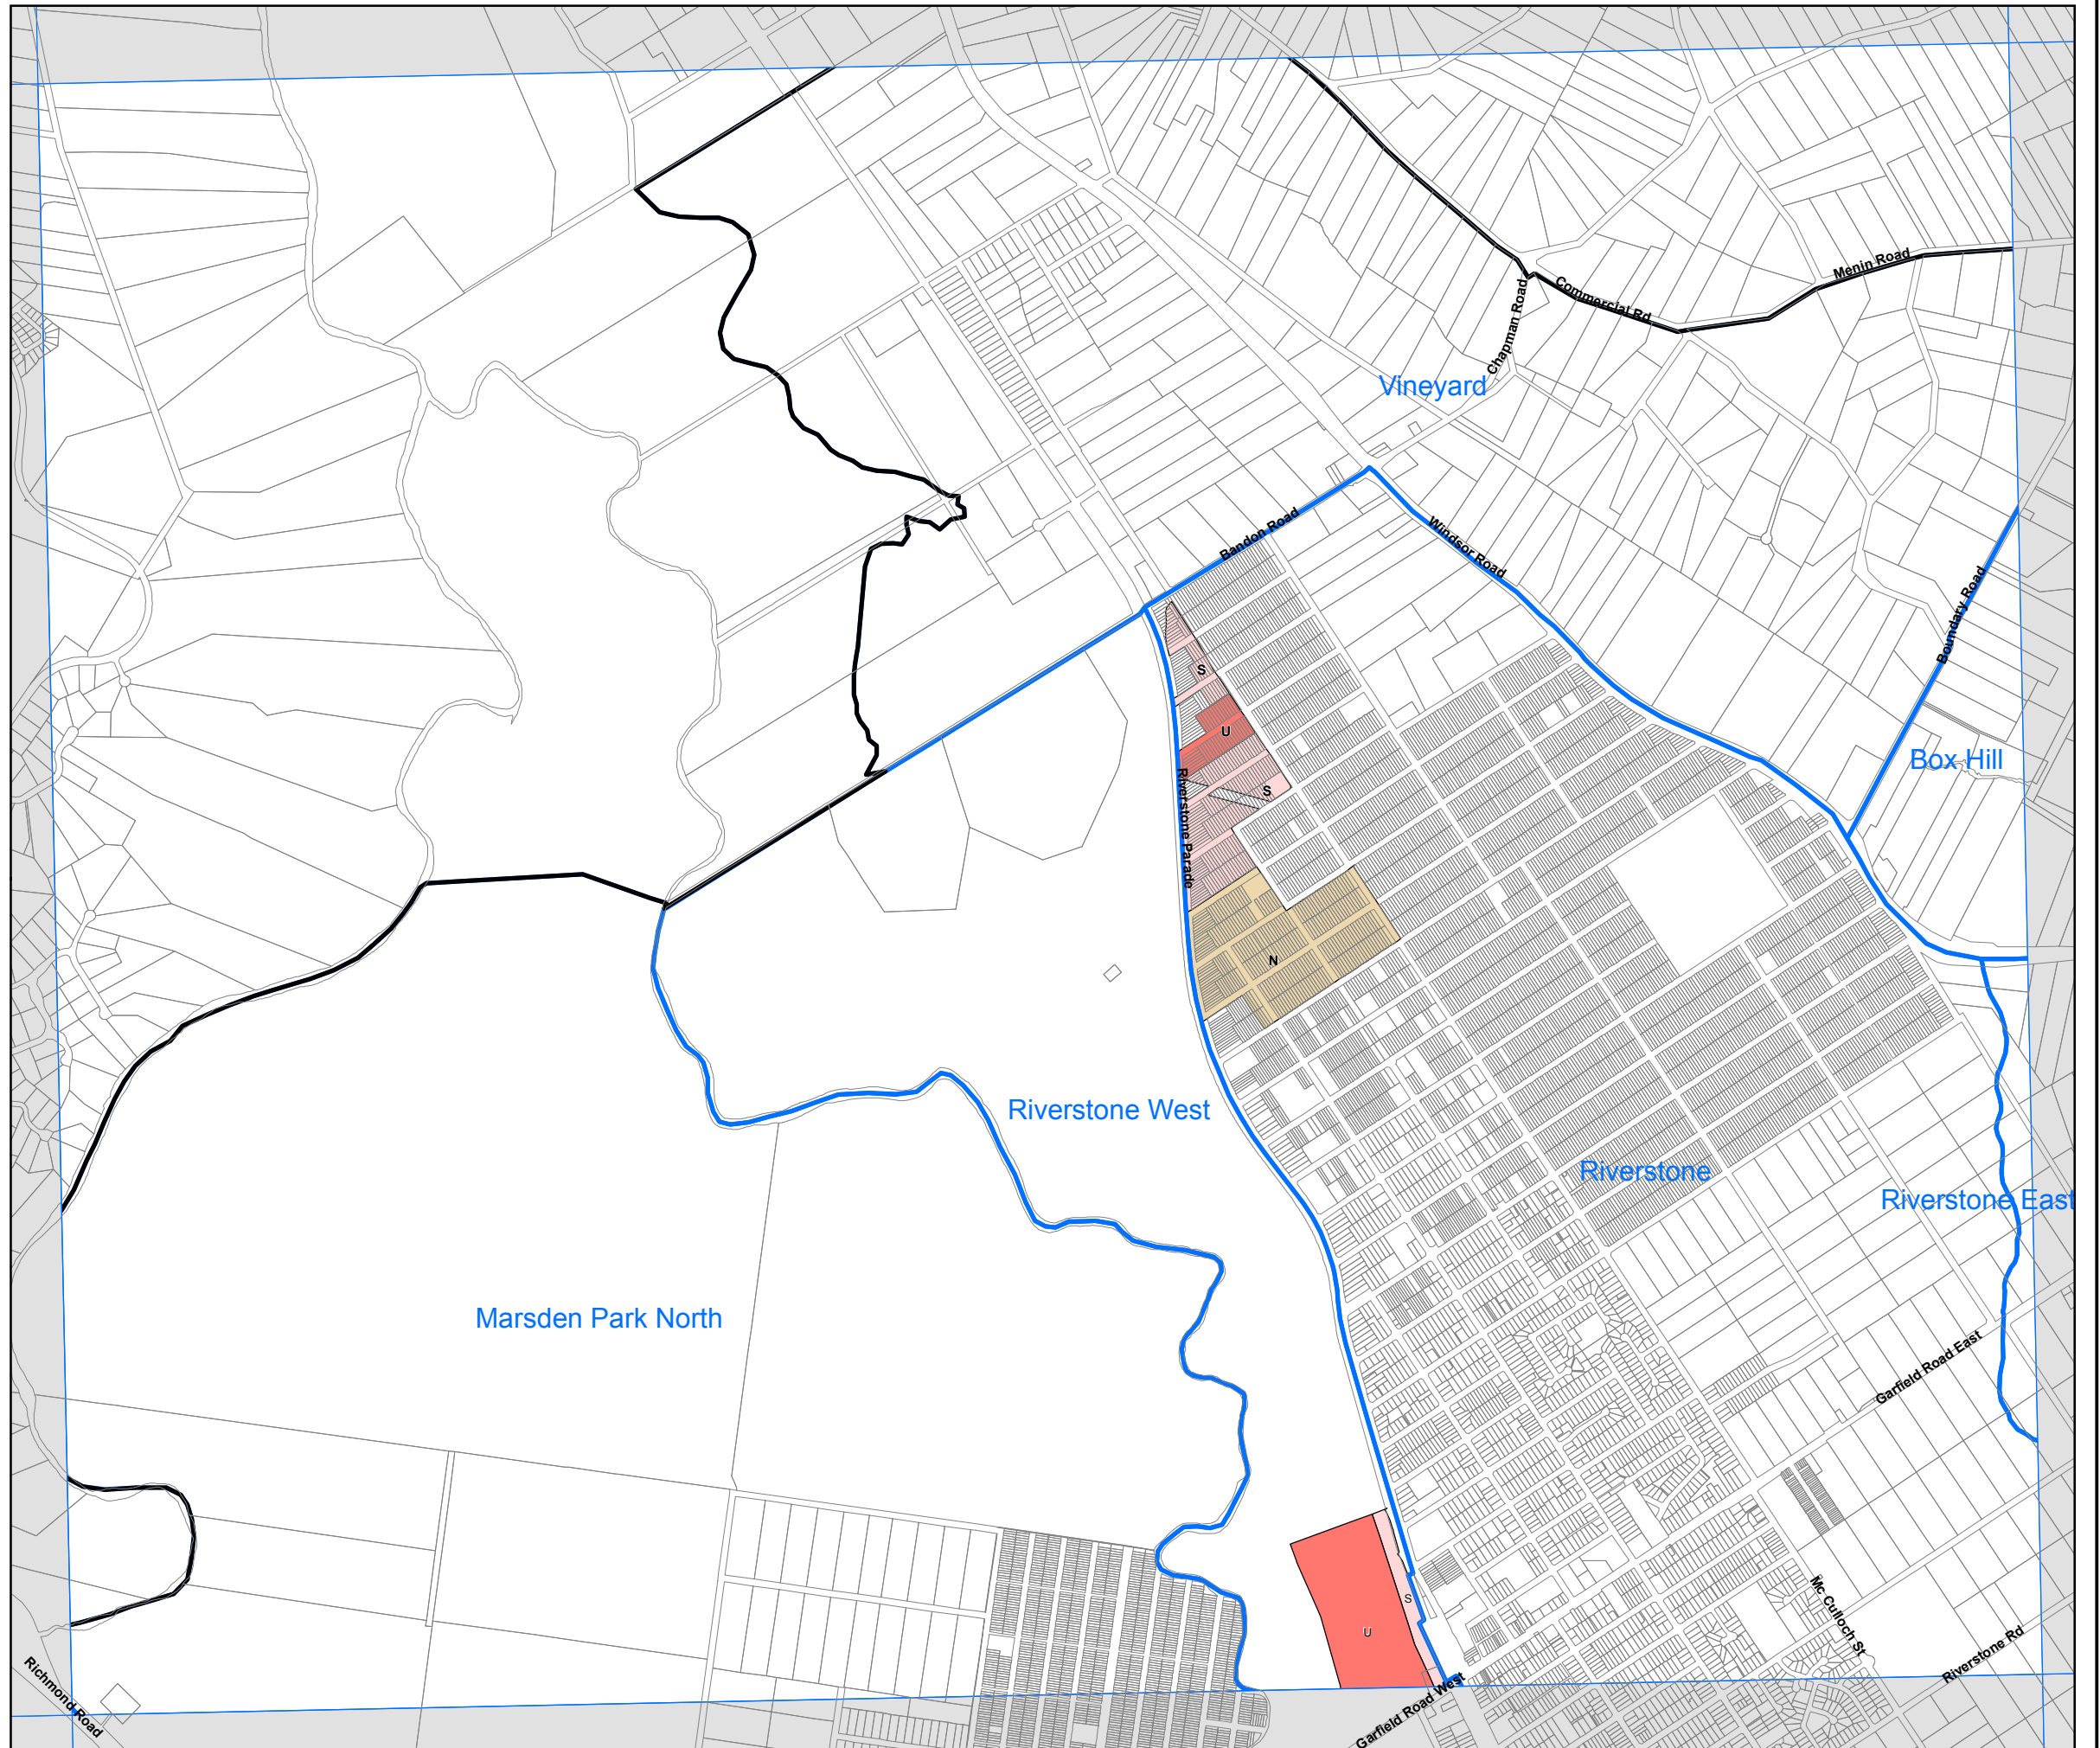 Menin Road
Commercial Rd
Chapman Road
Vineyard
Bandon Road
Windsor Road
Boundary Road
S
U
Box Hill
S
Riverstone Parade
N
Riverstone West
Riverstone
Riverstone East
Marsden Park North
Garfield Road East
S
U
Mc Culloch St
Riverstone Rd
Richmond Road
Garfield Road West